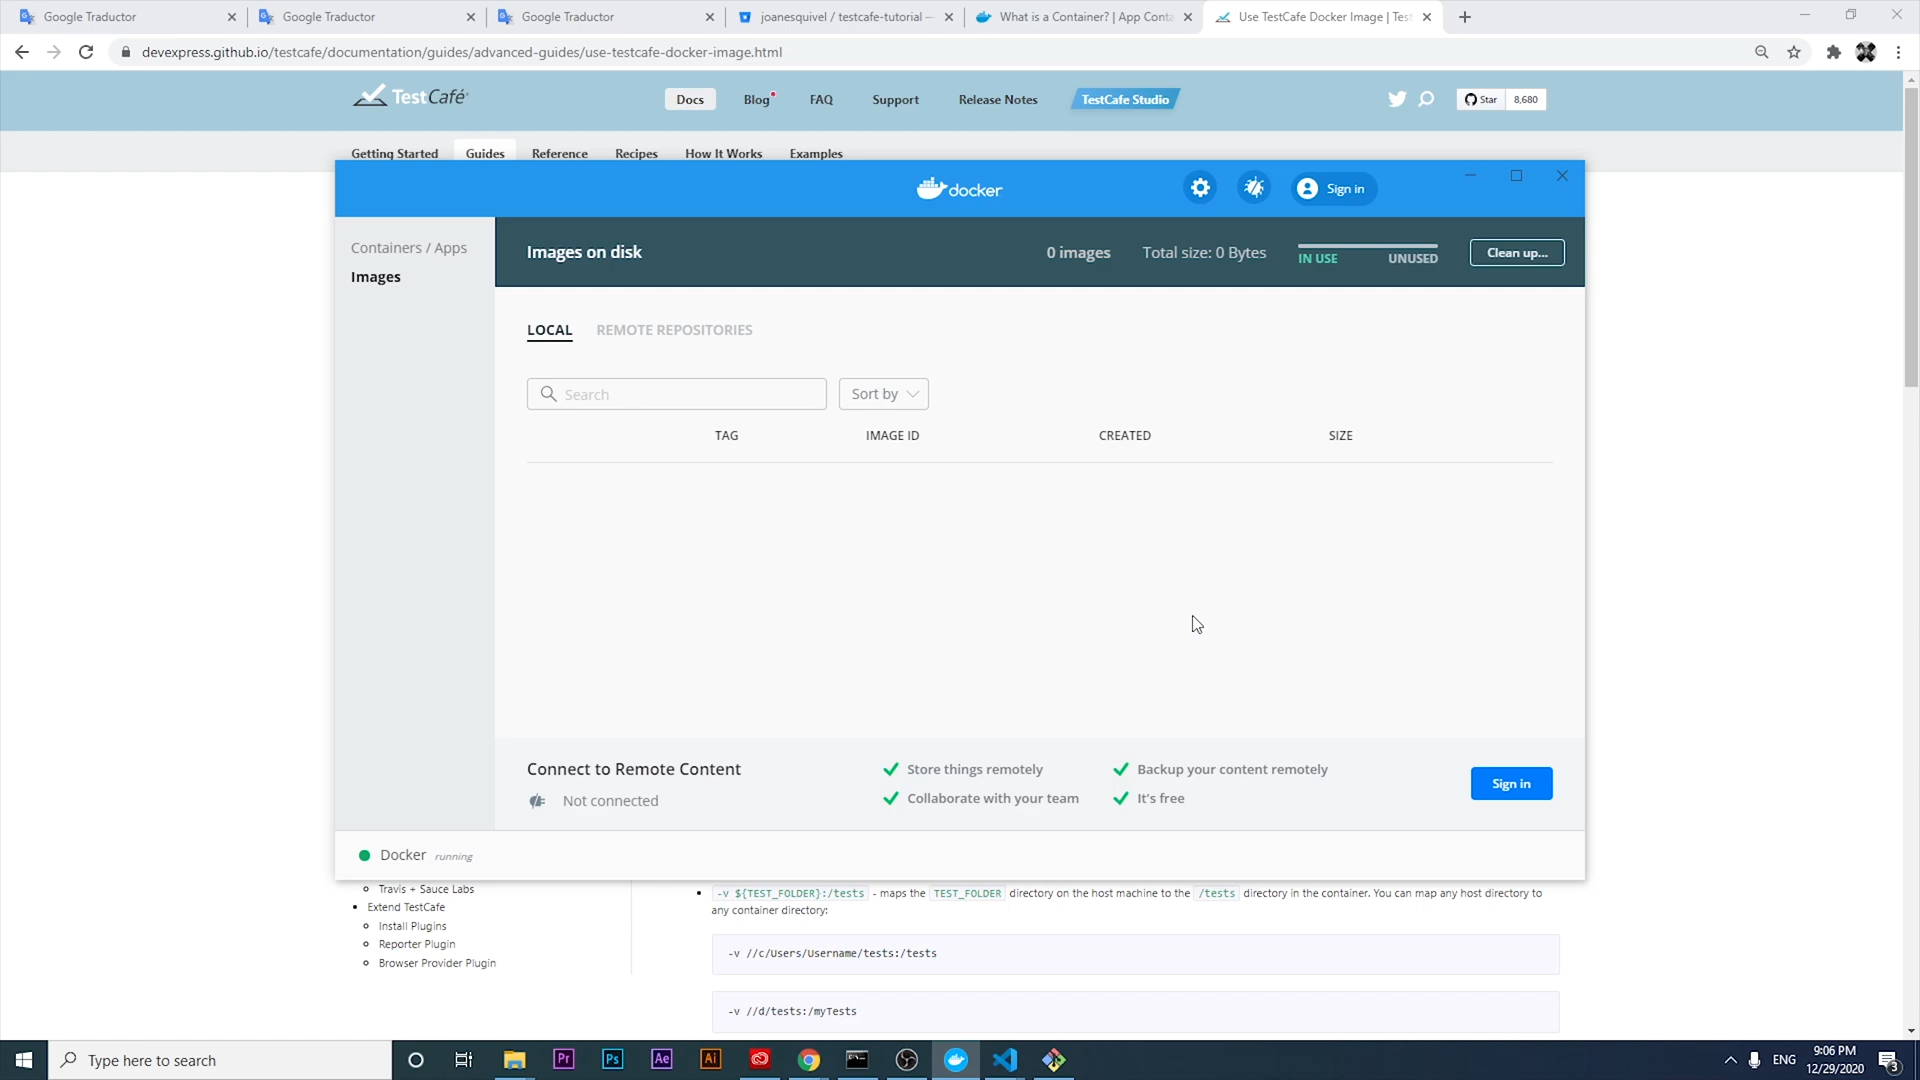 Google Traductor
Google Traductor
Google Traductor
joanesquivel / testcafe-tutorial —
What is a Container? | App Conta
Use TestCafe Docker Image | Test
devexpress.github.io/testcafe/documentation/guides/advanced-guides/use-testcafe-docker-image.html
TestCafé
Docs
Blog
FAQ
Support
Release Notes
TestCafe Studio
Star
8,680
Getting Started
Guides
Reference
Recipes
How It Works
Examples
docker
Sign in
Containers / Apps
Images
Images on disk
0 images
Total size: 0 Bytes
IN USE
UNUSED
Clean up...
LOCAL
REMOTE REPOSITORIES
Search
Sort by
TAG
IMAGE ID
CREATED
SIZE
Connect to Remote Content
Not connected
Store things remotely
Collaborate with your team
Backup your content remotely
It's free
Sign in
Docker running
Travis + Sauce Labs
Extend TestCafe
Install Plugins
Reporter Plugin
Browser Provider Plugin
-v ${TEST_FOLDER}:/tests - maps the TEST_FOLDER directory on the host machine to the /tests directory in the container. You can map any host directory to
any container directory:
-v //c/Users/Username/tests:/tests
-v //d/tests:/myTests
Type here to search
Pr
Ps
Ae
Ai
ENG
9:06 PM
12/29/2020
3